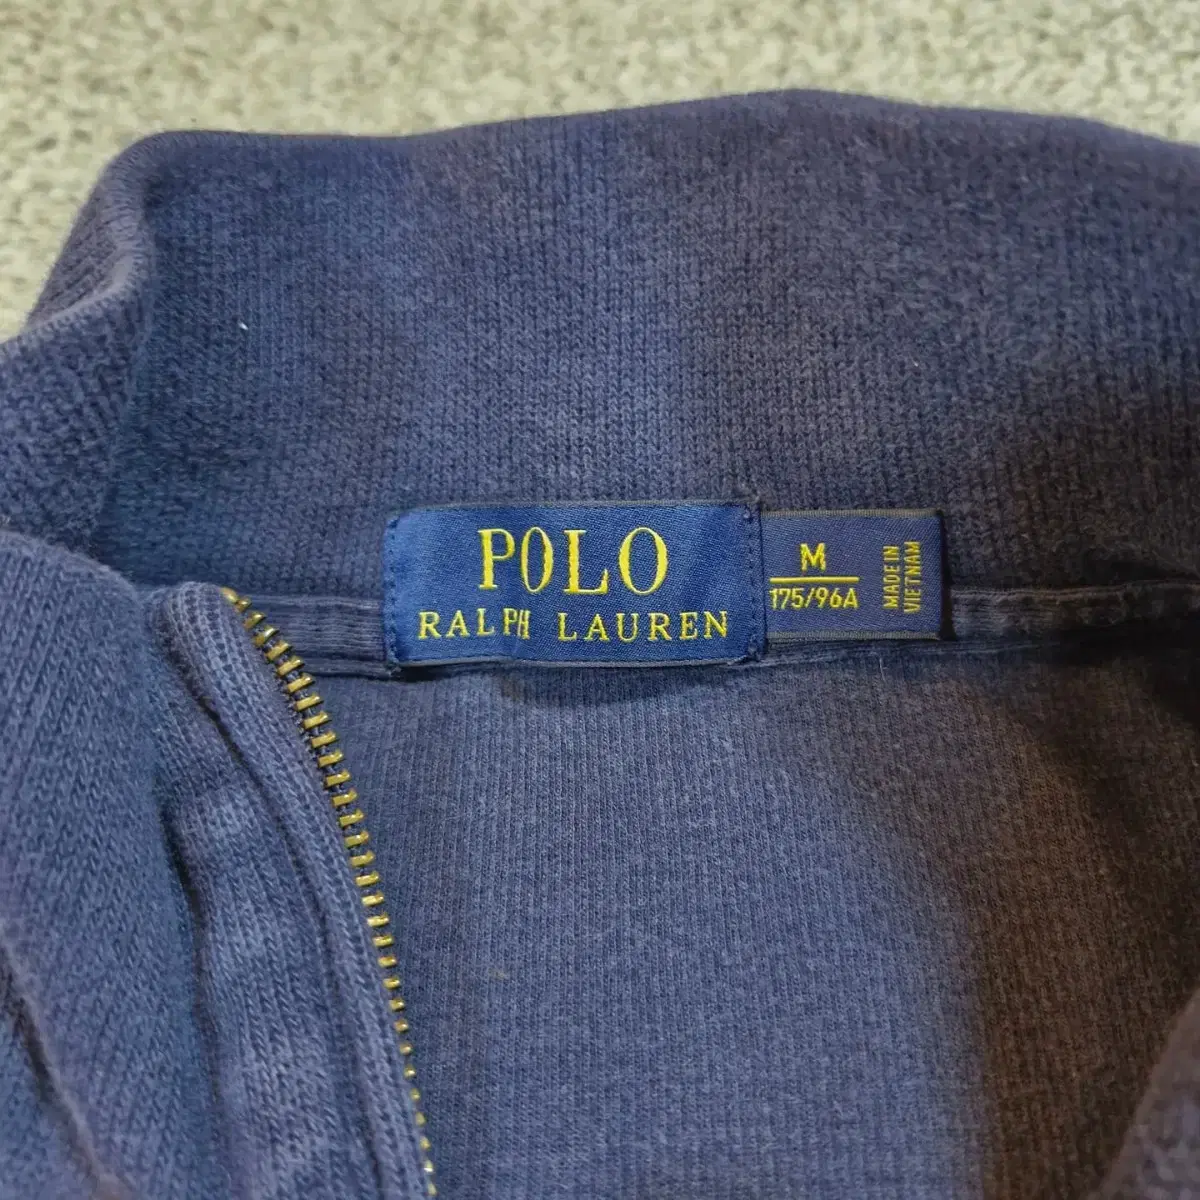 POLO
RALPH LAUREN
M
175/96A
MADE IN
VIETNAM